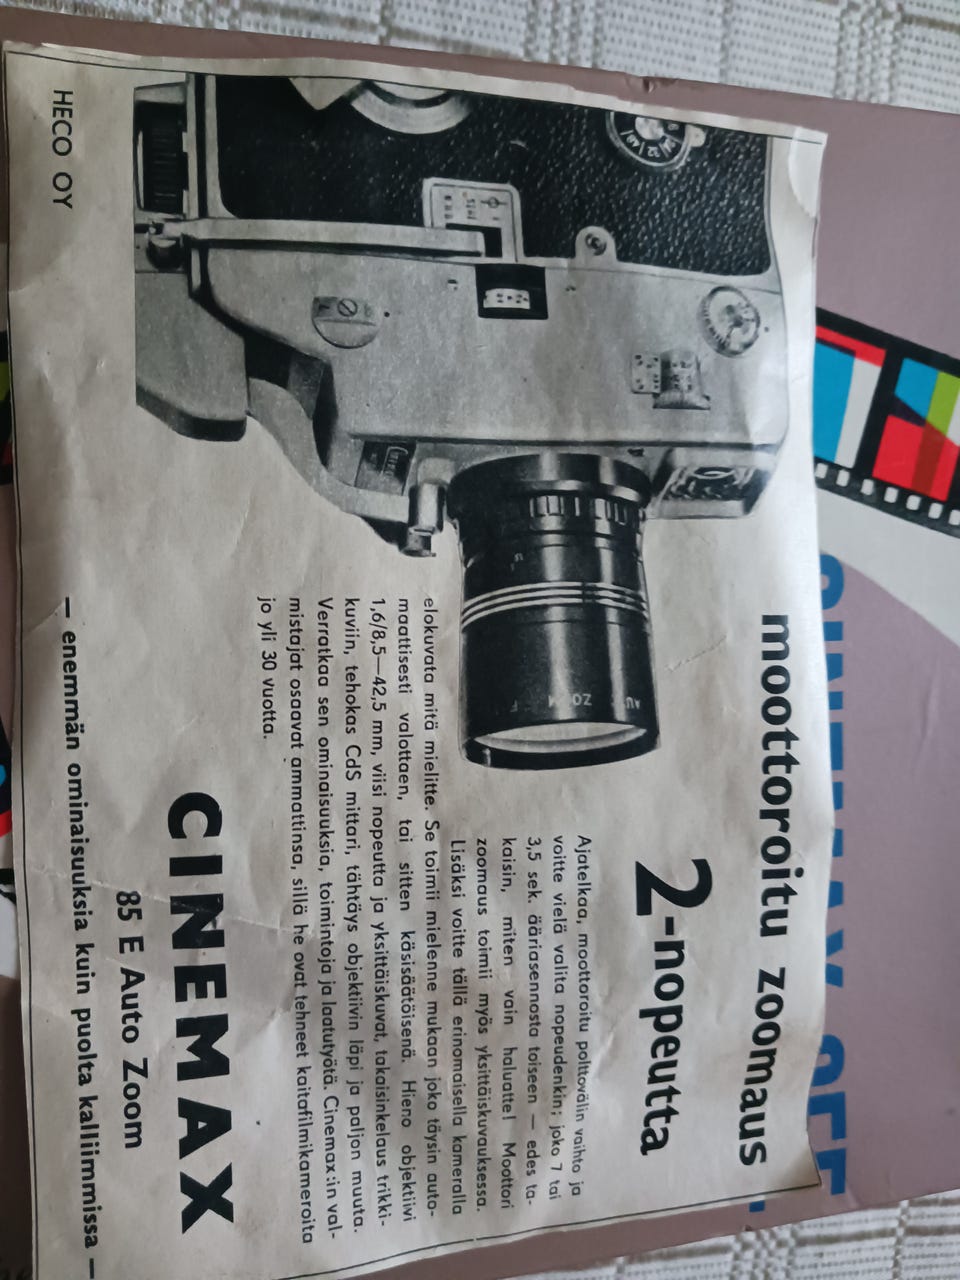 moottoroitu zoomaus
2-nopeutta
Ajatelkaa, moottoroitu polttovälin vaihto ja
voitte vielä valita nopeudenkin; joko 7 tai
3,5 sek. ääriasennosta toiseen — edes ta-
kaisin, miten vain haluatte! Moottori
zoomaus toimii myös yksittäiskuvauksessa.
Lisäksi voitte tällä erinomaisella kameralla
elokuvata mitä mielitte. Se toimii mielenne mukaan joko täysin auto-
maatisesti valottaen, tai sitten käsisäätöisenä. Hieno objektiivi
1,6/8,5—42,5 mm, viisi nopeutta ja yksittäiskuvat, takaisinkelaus trikki-
kuviin, tehokas CdS mittari, tähtäys objektiivin läpi ja paljon muuta.
Verratkaa sen ominaisuuksia, toimintoja ja laatutyötä. Cinemax:in val-
mistajat osaavat ammattinsa, sillä he ovat tehneet kaitafilmikameroita
jo yli 30 vuotta.
CINEMAX
85 E Auto Zoom
— enemmän ominaisuuksia kuin puolta kalliimmissa —
HECO OY